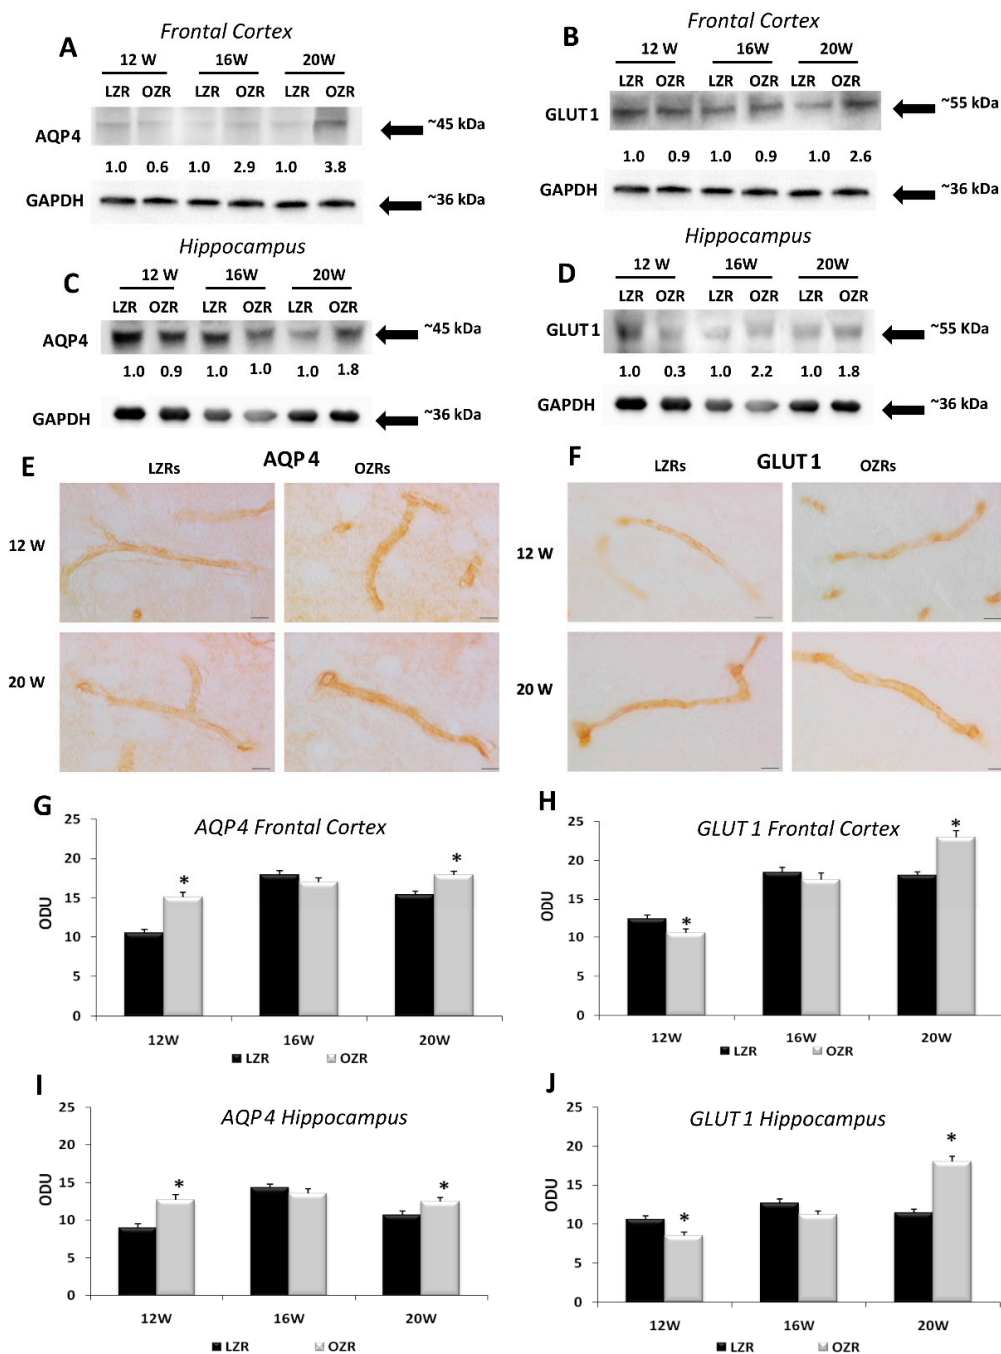 A
Frontal Cortex
12 W 16W 20W
LZR OZR LZR OZR LZR OZR
AQP4 ~45 kDa
1.0 0.6 1.0 2.9 1.0 3.8
GAPDH ~36 kDa
B
Frontal Cortex
12 W 16W 20W
LZR OZR LZR OZR LZR OZR
GLUT1 ~55 kDa
1.0 0.9 1.0 0.9 1.0 2.6
GAPDH ~36 kDa
C
Hippocampus
12 W 16W 20W
LZR OZR LZR OZR LZR OZR
AQP4 ~45 kDa
1.0 0.9 1.0 1.0 1.0 1.8
GAPDH ~36 kDa
D
Hippocampus
12 W 16W 20W
LZR OZR LZR OZR LZR OZR
GLUT1 ~55 KDa
1.0 0.3 1.0 2.2 1.0 1.8
GAPDH ~36 kDa
E
AQP4
LZRs OZRs
12 W
20 W
F
GLUT1
LZRs OZRs
12 W
20 W
G
AQP4 Frontal Cortex
ODU
25
20
15
10
5
0
* *
12W 16W 20W
LZR OZR
H
GLUT1 Frontal Cortex
ODU
25
20
15
10
5
0
* *
12W 16W 20W
LZR OZR
I
AQP4 Hippocampus
ODU
25
20
15
10
5
0
* *
12W 16W 20W
LZR OZR
J
GLUT1 Hippocampus
ODU
25
20
15
10
5
0
* *
12W 16W 20W
LZR OZR